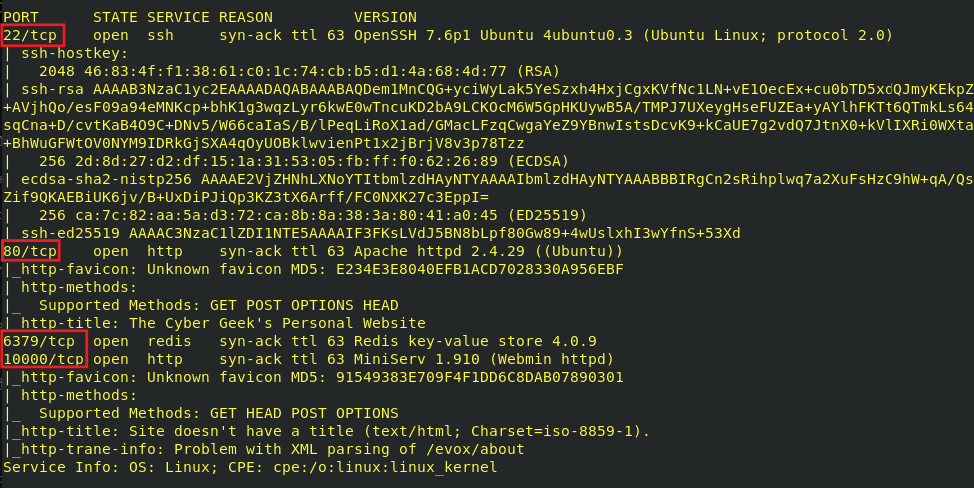 PORT STATE SERVICE REASON VERSION
22/tcp open ssh syn-ack ttl 63 OpenSSH 7.6p1 Ubuntu 4ubuntu0.3 (Ubuntu Linux; protocol 2.0)
| ssh-hostkey:
| 2048 46:83:4f:f1:38:61:c0:1c:74:cb:b5:d1:4a:68:4d:77 (RSA)
| ssh-rsa AAAAB3NzaC1yc2EAAAADAQABAAABAQDem1MnCQG+yciWyLak5YeSzxh4HxjCgxKVfNc1LN+vE1OecEx+cu0bTD5xdQJmyKEkpZ
+AVjhQo/esF09a94eMNKcp+bhK1g3wqzLyr6kwE0wTncuKD2bA9LCKOcM6W5GpHKUywB5A/TMPJ7UXeygHseFUZEa+yAYlhFKTt6QTmkLs64
sqCna+D/cvtKaB4O9C+DNv5/W66caIaS/B/lPeqLiRoX1ad/GMacLFzqCwgaYeZ9YBnwIstsDcvK9+kCaUE7g2vdQ7JtnX0+kVlIXRi0WXta
+BhWuGFWtOV0NYM9IDRkGjSXA4qOyUOBklwvienPt1x2jBrjV8v3p78Tzz
| 256 2d:8d:27:d2:df:15:1a:31:53:05:fb:ff:f0:62:26:89 (ECDSA)
| ecdsa-sha2-nistp256 AAAAE2VjZHNhLXNoYTItbmlzdHAyNTYAAAAIbmlzdHAyNTYAAABBBIRgCn2sRihplwq7a2XuFsHzC9hW+qA/Qs
Zif9QKAEBiUK6jv/B+UxDiPJiQp3KZ3tX6Arff/FC0NXK27c3EppI=
| 256 ca:7c:82:aa:5a:d3:72:ca:8b:8a:38:3a:80:41:a0:45 (ED25519)
| ssh-ed25519 AAAAC3NzaC1lZDI1NTE5AAAAIF3FKsLVdJ5BN8bLpf80Gw89+4wUslxhI3wYfnS+53Xd
80/tcp open http syn-ack ttl 63 Apache httpd 2.4.29 ((Ubuntu))
|_http-favicon: Unknown favicon MD5: E234E3E8040EFB1ACD7028330A956EBF
| http-methods:
|_ Supported Methods: GET POST OPTIONS HEAD
|_http-title: The Cyber Geek's Personal Website
6379/tcp open redis syn-ack ttl 63 Redis key-value store 4.0.9
10000/tcp open http syn-ack ttl 63 MiniServ 1.910 (Webmin httpd)
|_http-favicon: Unknown favicon MD5: 91549383E709F4F1DD6C8DAB07890301
| http-methods:
|_ Supported Methods: GET HEAD POST OPTIONS
|_http-title: Site doesn't have a title (text/html; Charset=iso-8859-1).
|_http-trane-info: Problem with XML parsing of /evox/about
Service Info: OS: Linux; CPE: cpe:/o:linux:linux_kernel